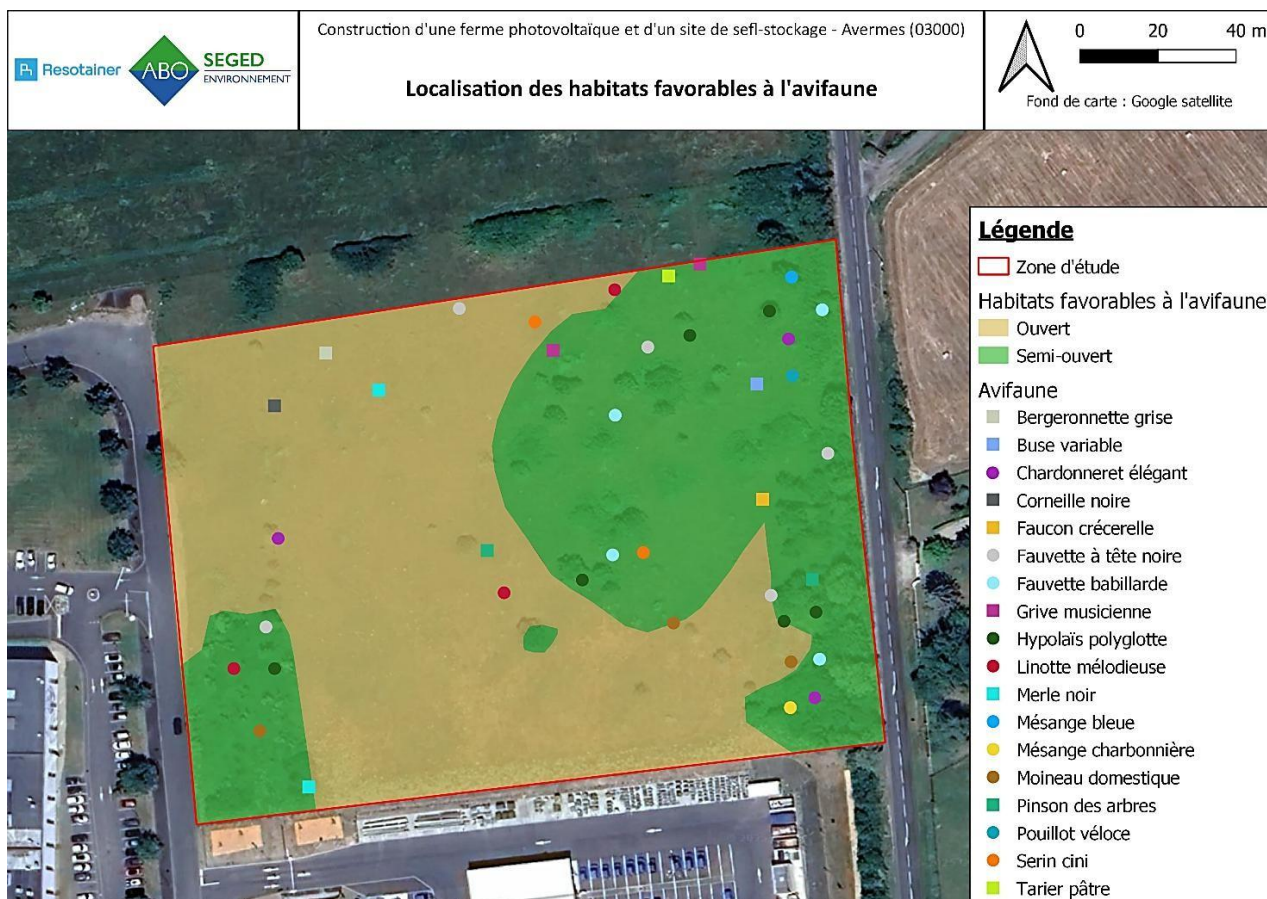 Resotainer
ABO
SEGED
ENVIRONNEMENT
Construction d'une ferme photovoltaïque et d'un site de sefl-stockage - Avermes (03000)
Localisation des habitats favorables à l'avifaune
0 20 40 m
Fond de carte : Google satellite
Légende
Zone d'étude
Habitats favorables à l'avifaune
Ouvert
Semi-ouvert
Avifaune
Bergeronnette grise
Buse variable
Chardonneret élégant
Corneille noire
Faucon crécerelle
Fauvette à tête noire
Fauvette babillarde
Grive musicienne
Hypolaïs polyglotte
Linotte mélodieuse
Merle noir
Mésange bleue
Mésange charbonnière
Moineau domestique
Pinson des arbres
Pouillot véloce
Serin cini
Tarier pâtre